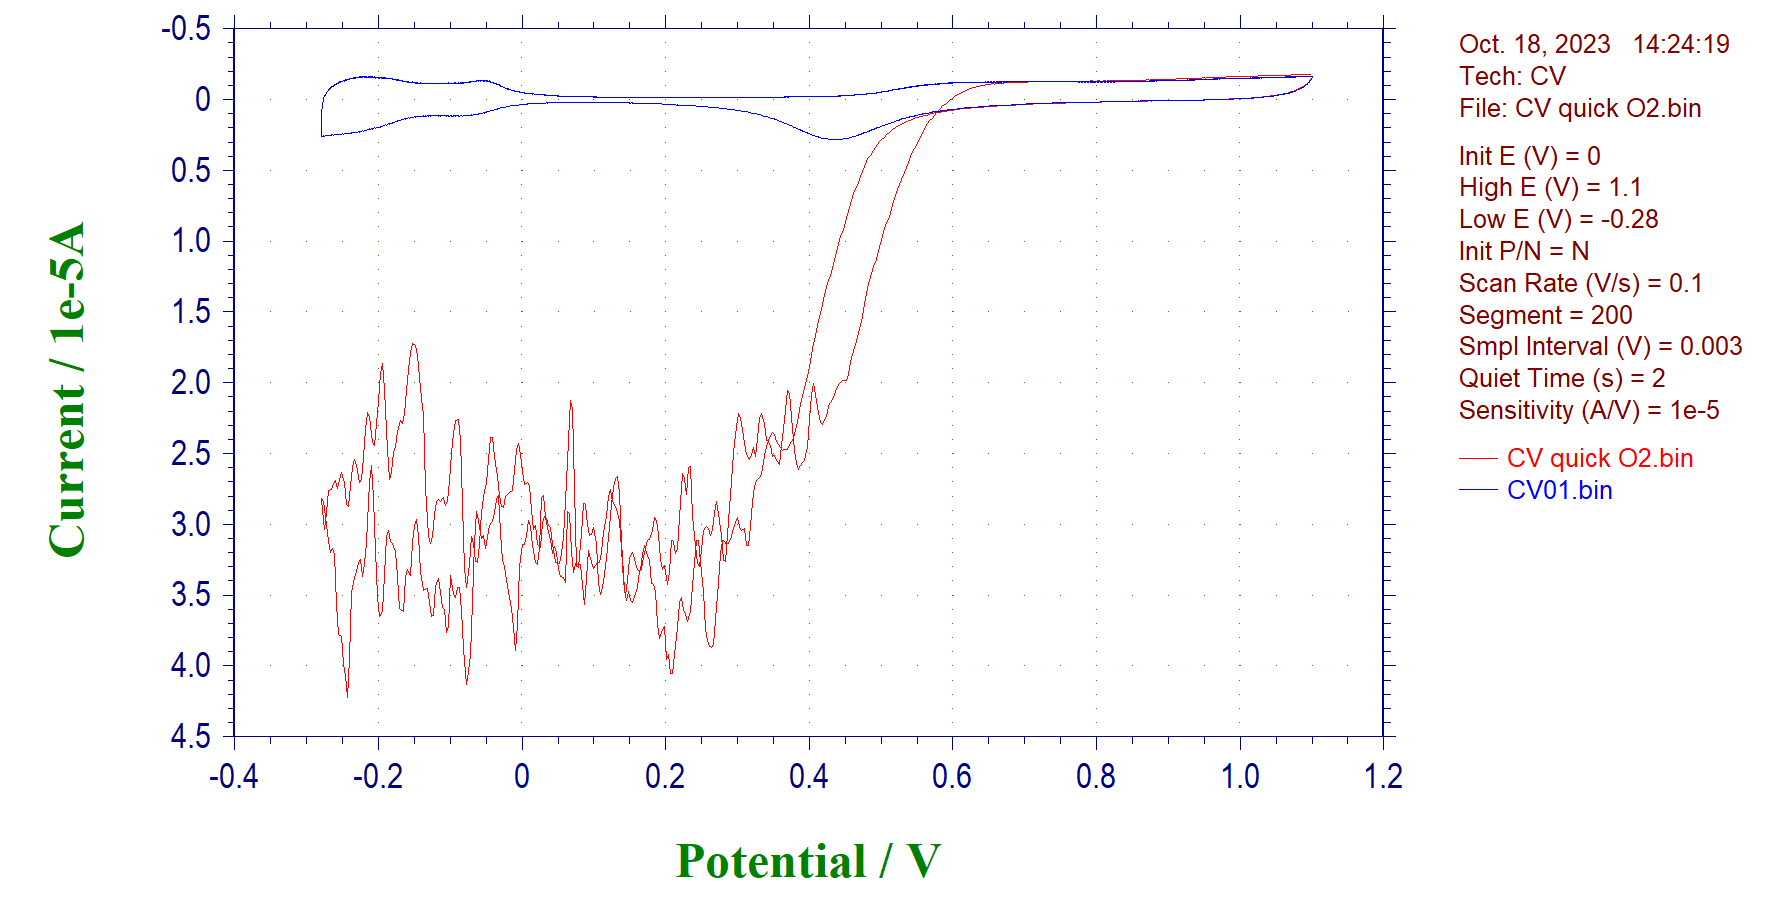 Oct. 18, 2023 14:24:19
Tech: CV
File: CV quick O2.bin
Init E (V) = 0
High E (V) = 1.1
Low E (V) = -0.28
Init P/N = N
Scan Rate (V/s) = 0.1
Segment = 200
Smpl Interval (V) = 0.003
Quiet Time (s) = 2
Sensitivity (A/V) = 1e-5
CV quick O2.bin
CV01.bin
Current / 1e-5A
-0.5
0
0.5
1.0
1.5
2.0
2.5
3.0
3.5
4.0
4.5
-0.4 -0.2 0 0.2 0.4 0.6 0.8 1.0 1.2
Potential / V